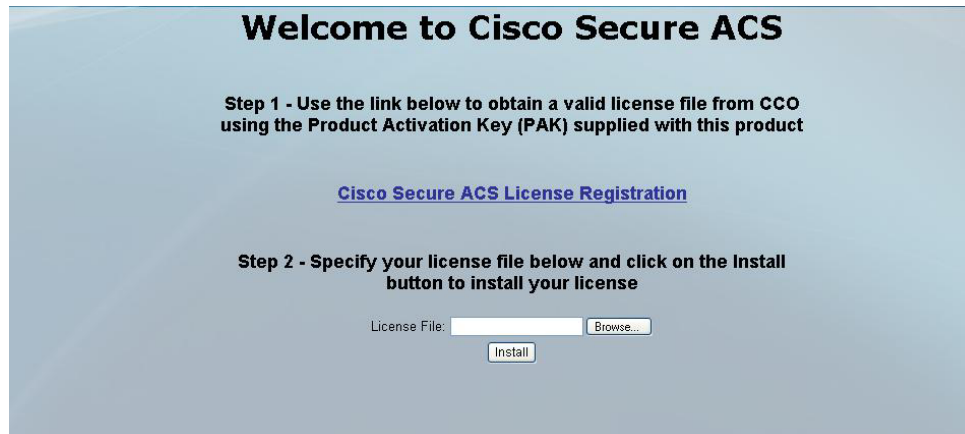 Welcome to Cisco Secure ACS
Step 1 - Use the link below to obtain a valid license file from CCO
using the Product Activation Key (PAK) supplied with this product
Cisco Secure ACS License Registration
Step 2 - Specify your license file below and click on the Install
button to install your license
License File: Browse...
Install